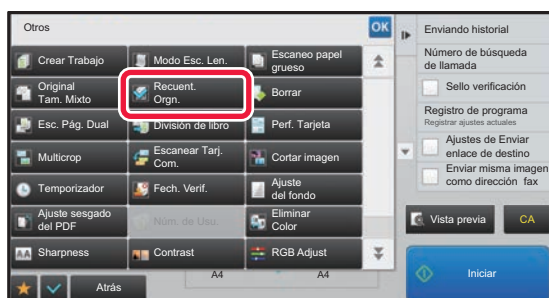 Otros
OK
Crear Trabajo
Modo Esc. Len.
Escaneo papel
grueso
Original
Tam. Mixto
Recuent.
Orgn.
Borrar
Esc. Pág. Dual
División de libro
Perf. Tarjeta
Multicrop
Escanear Tarj.
Com.
Cortar imagen
Temporizador
Fech. Verif.
Ajuste
del fondo
Ajuste sesgado
del PDF
Núm. de Usu.
Eliminar
Color
Sharpness
Contrast
RGB Adjust
Atrás
A4
A4
Enviando historial
Número de búsqueda
de llamada
Sello verificación
Registro de programa
Registrar ajustes actuales
Ajustes de Enviar
enlace de destino
Enviar misma imagen
como dirección fax
Vista previa
CA
Iniciar